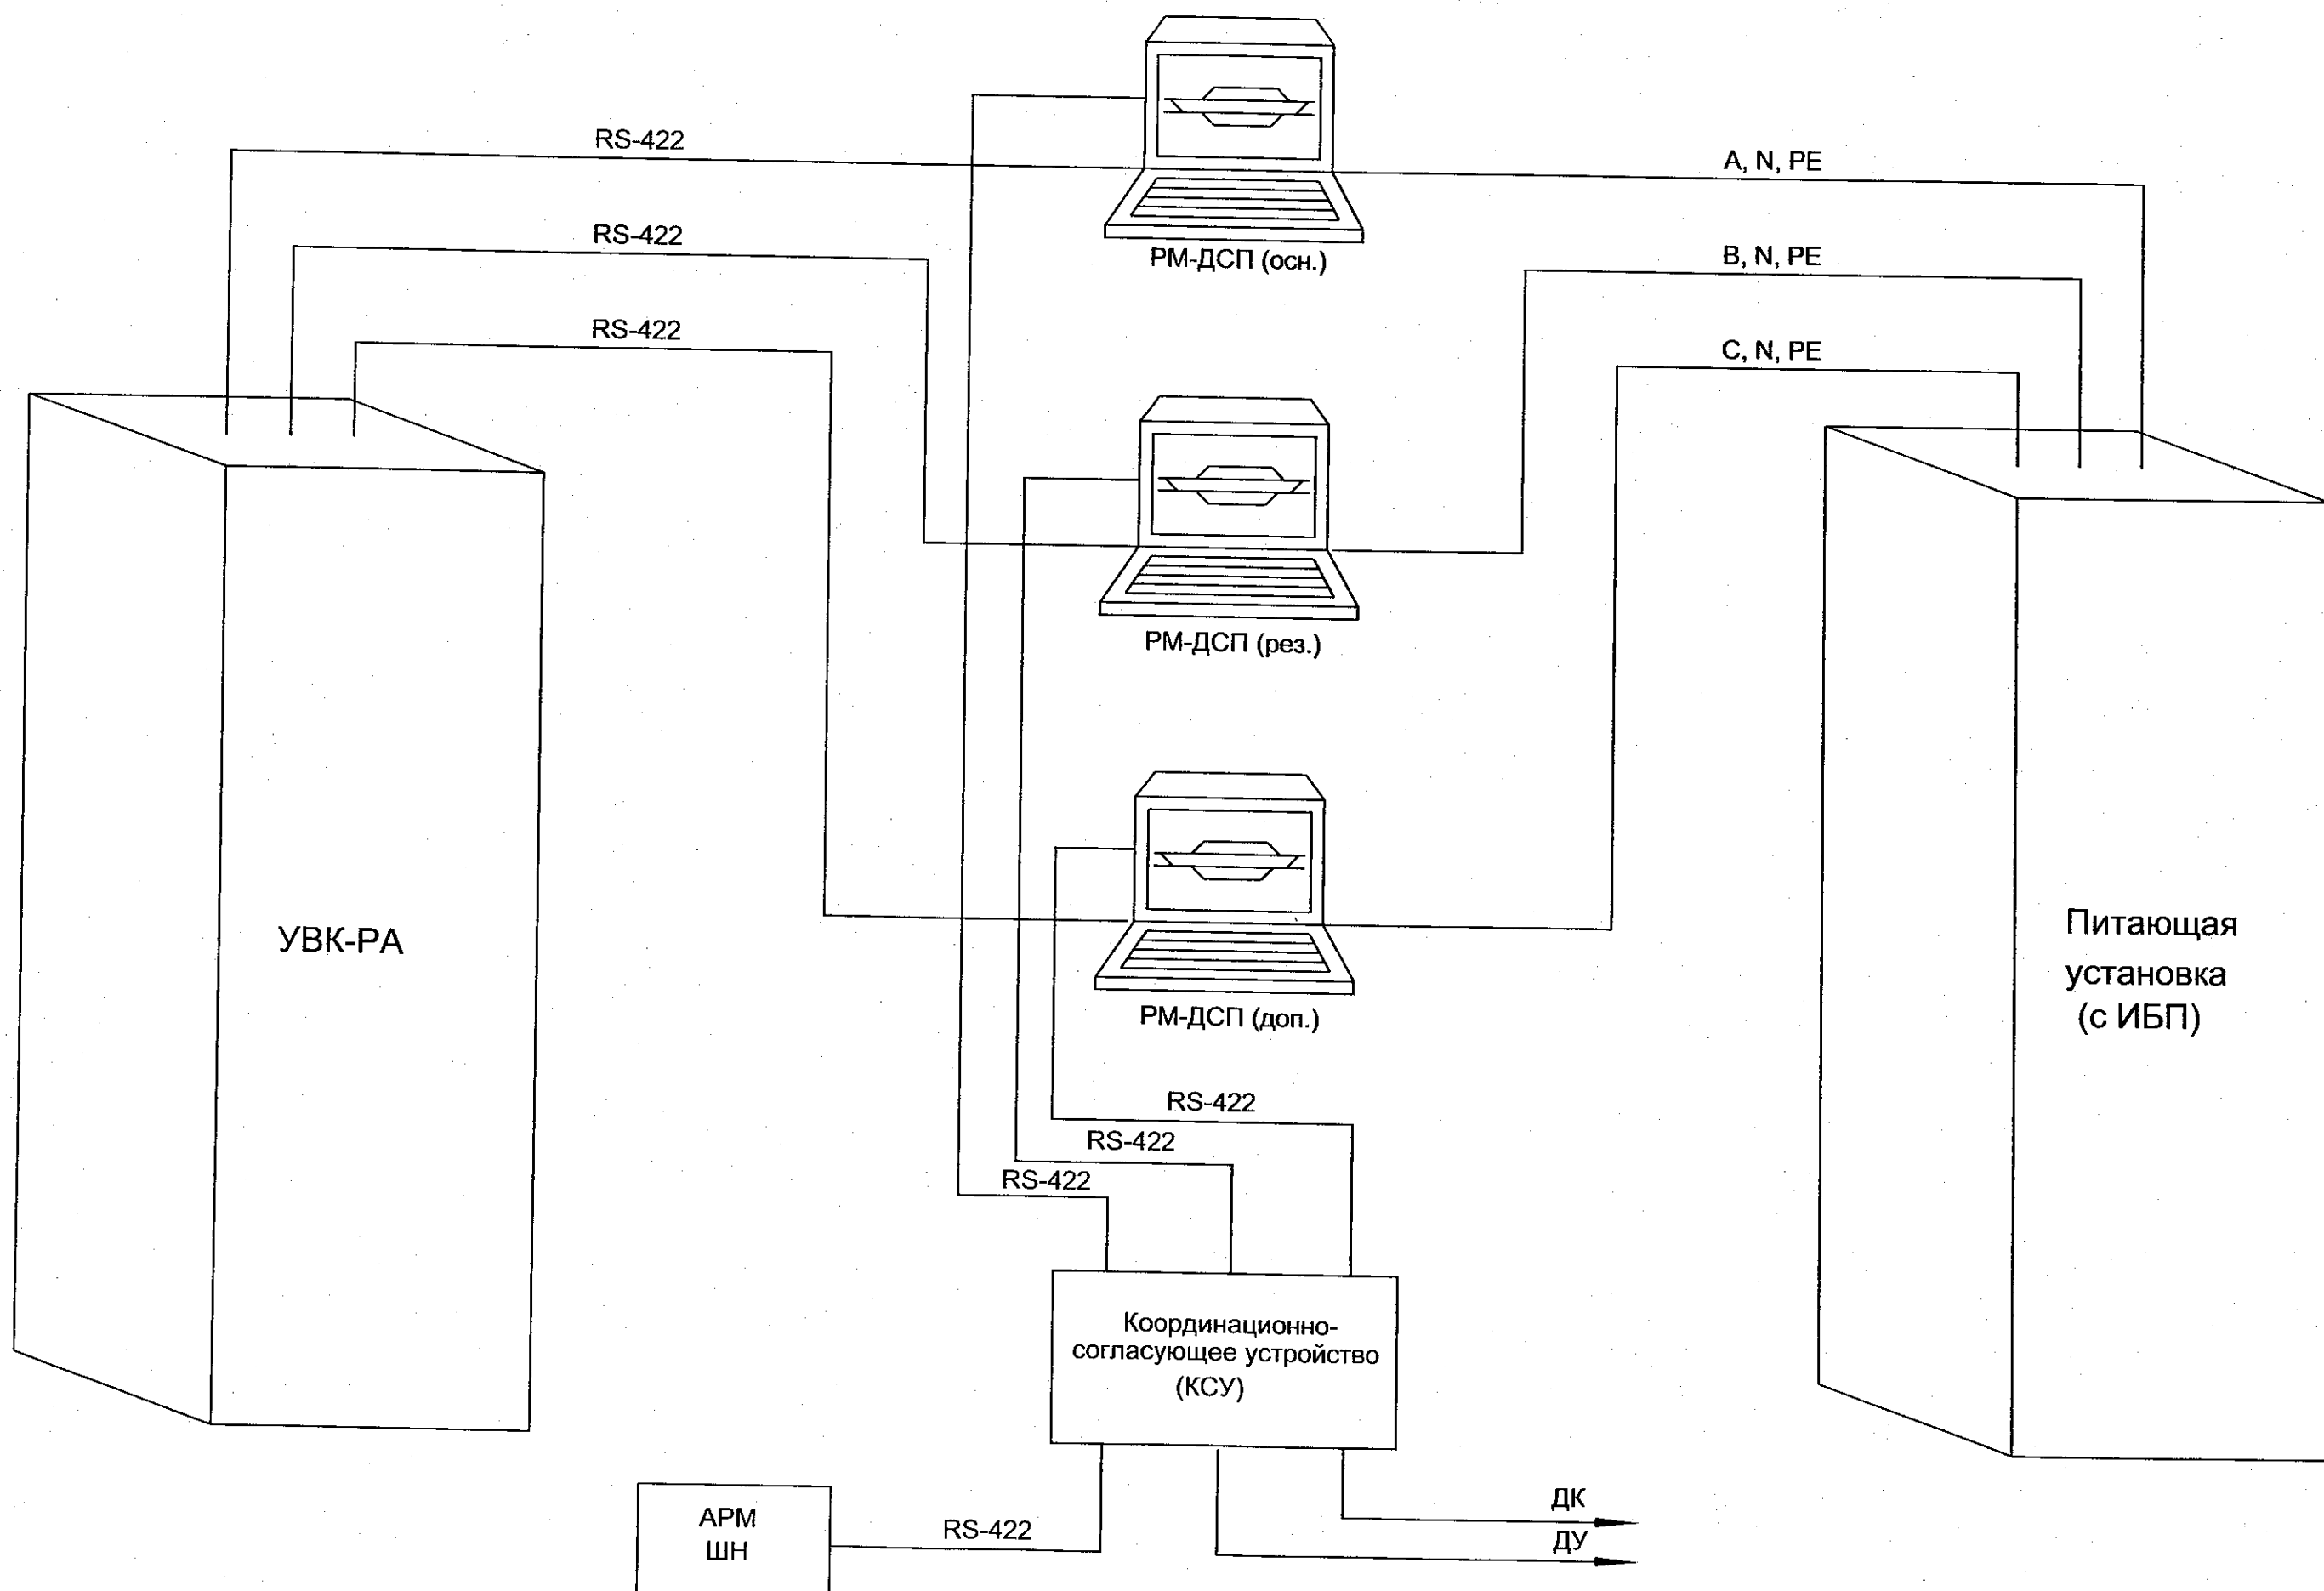 RS-422
A, N, PE
RS-422
РМ-ДСП (осн.)
B, N, PE
RS-422
C, N, PE
РМ-ДСП (рез.)
УВК-РА
Питающая
установка
(с ИБП)
РМ-ДСП (доп.)
RS-422
RS-422
RS-422
Координационно-
согласующее устройство
(КСУ)
АРМ
ШН
RS-422
ДК
ДУ